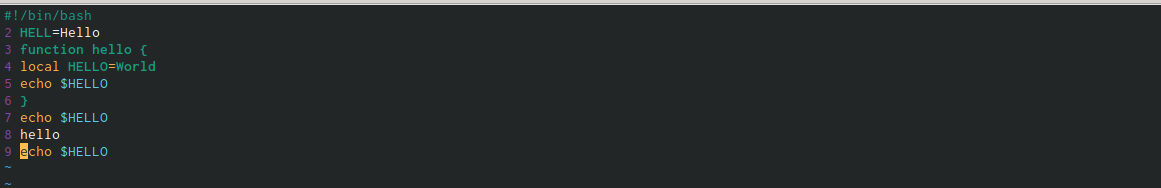 #!/bin/bash
2 HELL=Hello
3 function hello {
4 local HELLO=World
5 echo $HELLO
6 }
7 echo $HELLO
8 hello
9 echo $HELLO
~
~